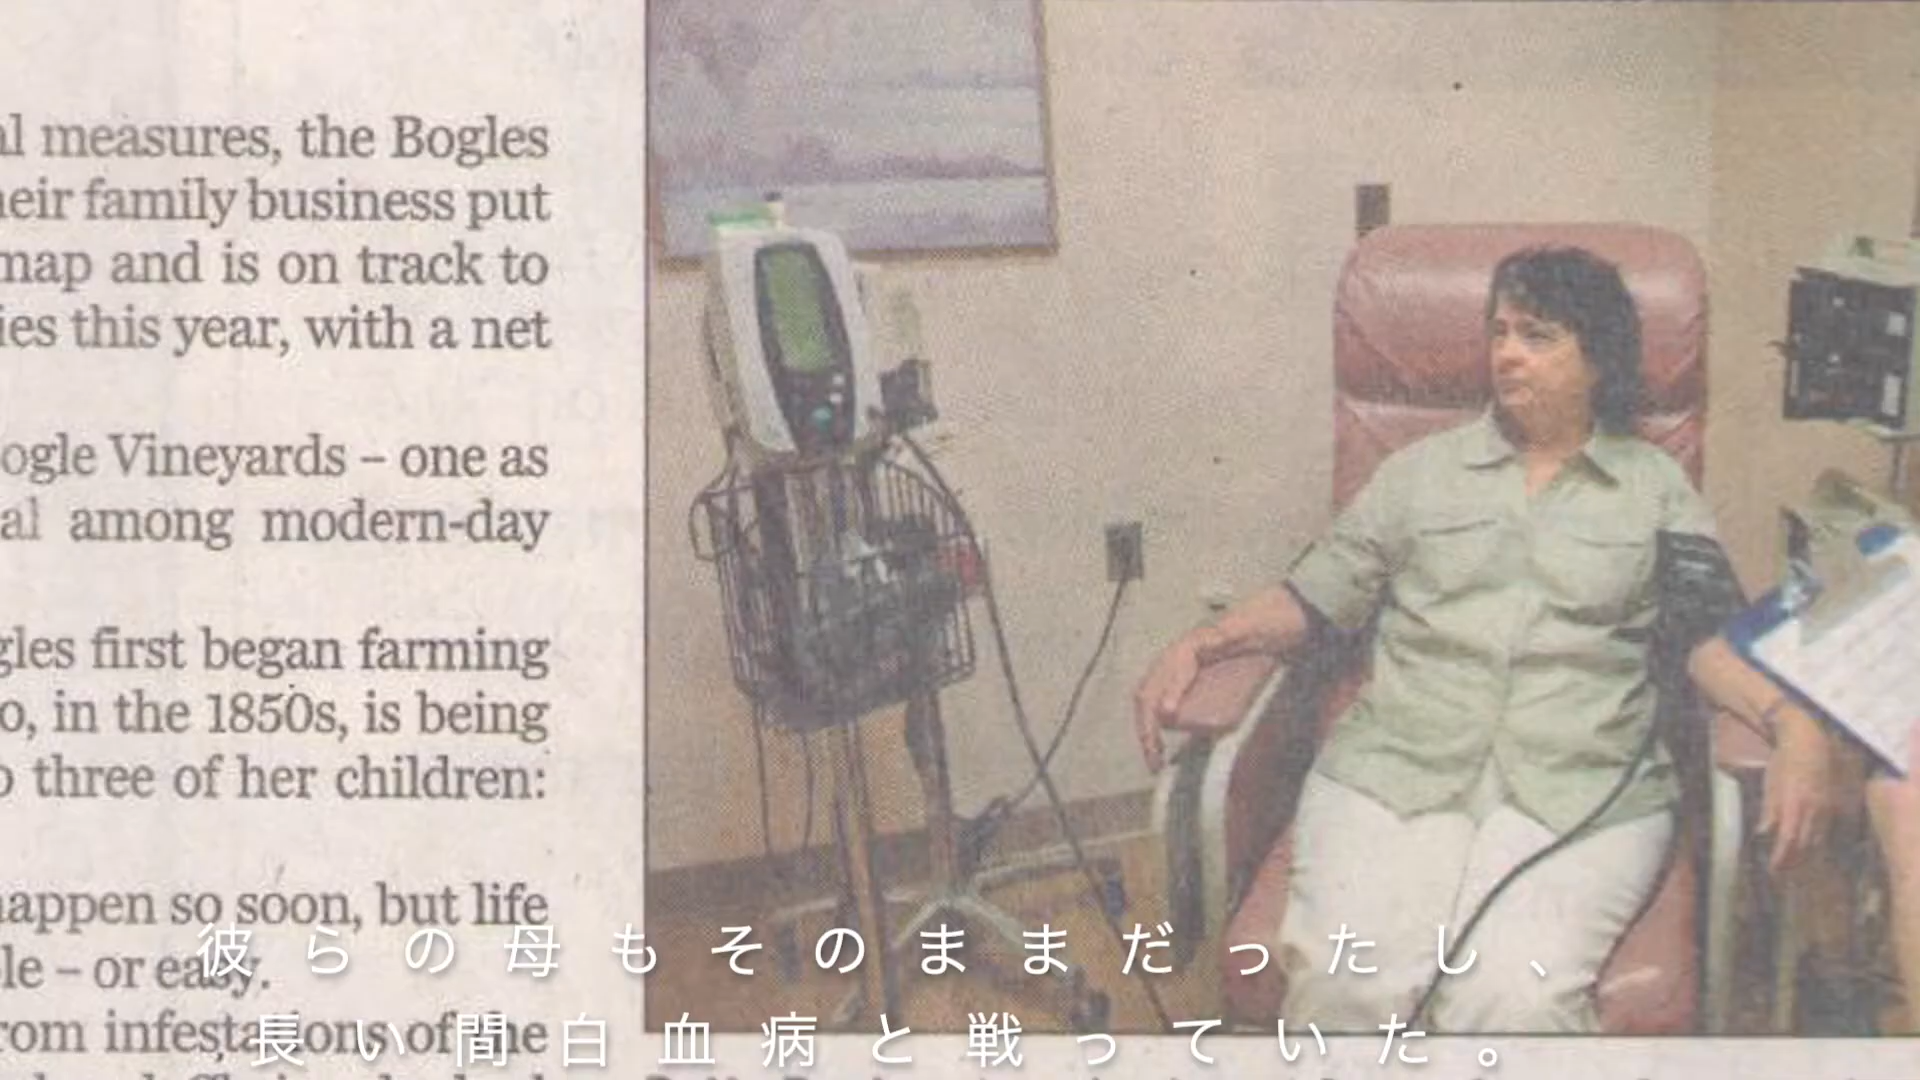 al measures, the Bogles
heir family business put
map and is on track to
ies this year, with a net
ogle Vineyards – one as
al among modern-day
gles first began farming
o, in the 1850s, is being
o three of her children:
happen so soon, but life
le – or easy.
rom infestations of the
彼らの母もそのままだったし、
長い間白血病と戦っていた。